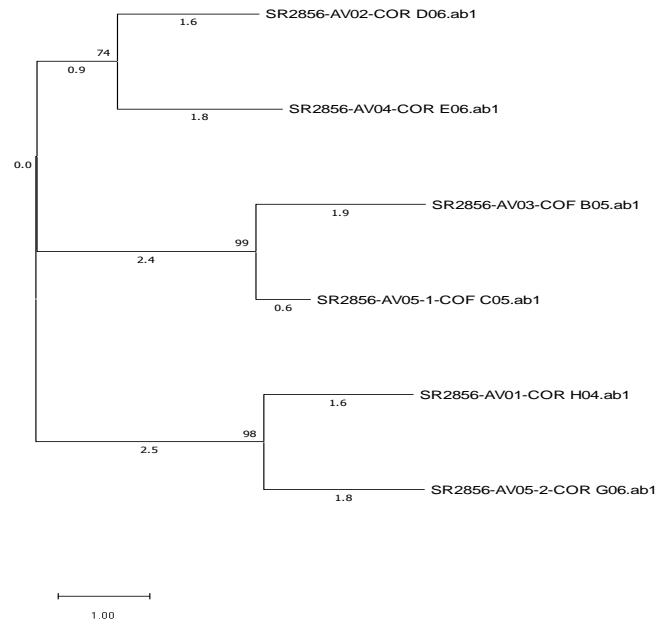 SR2856-AV02-COR D06.ab1
1.6
74
0.9
SR2856-AV04-COR E06.ab1
1.8
0.0
SR2856-AV03-COF B05.ab1
1.9
99
2.4
SR2856-AV05-1-COF C05.ab1
0.6
SR2856-AV01-COR H04.ab1
1.6
98
2.5
SR2856-AV05-2-COR G06.ab1
1.8
1.00